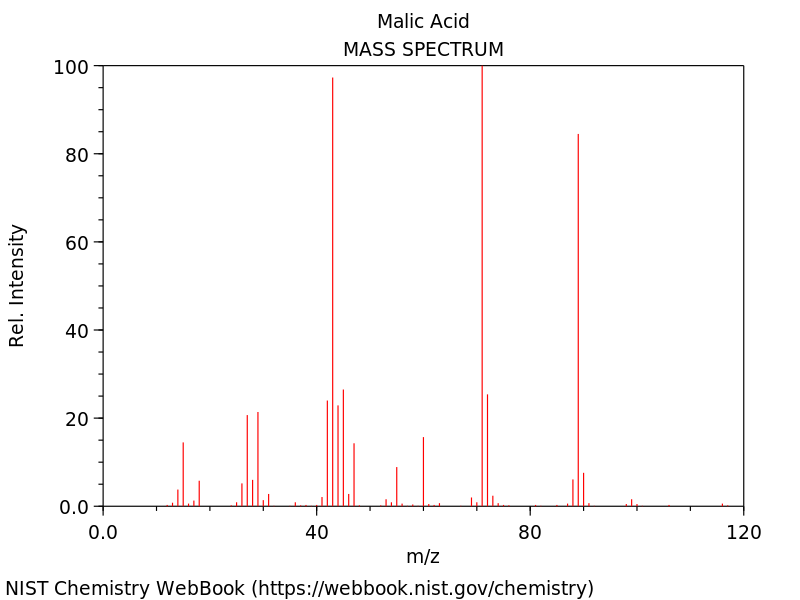 Malic Acid
MASS SPECTRUM
100
80
60
40
20
0.0
Rel. Intensity
0.0 40 80 120
m/z
NIST Chemistry WebBook (https://webbook.nist.gov/chemistry)